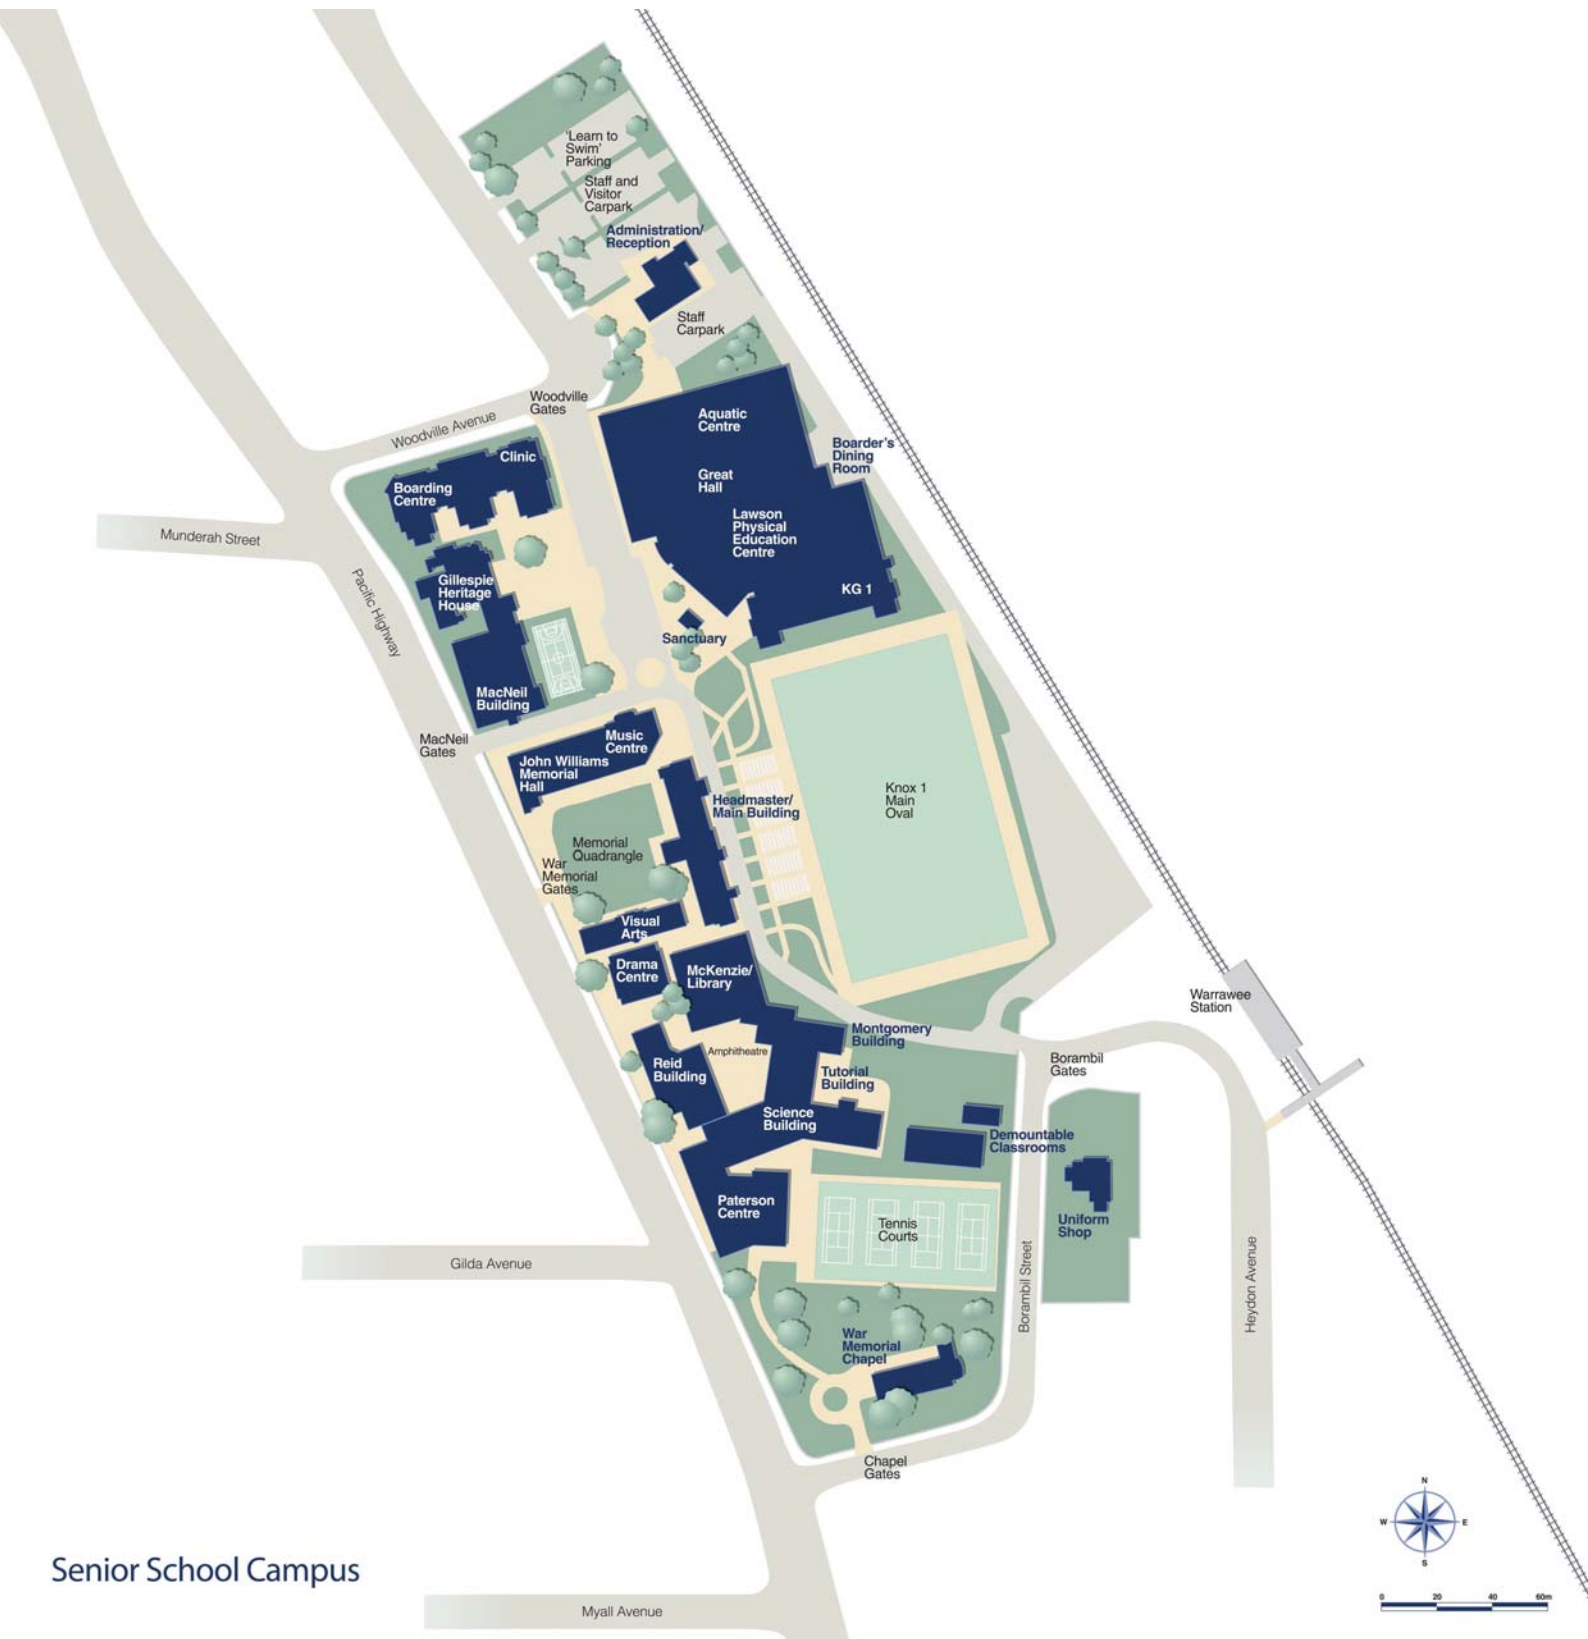 'Learn to
Swim'
Parking
Staff and
Visitor
Carpark
Administration/
Reception
Staff
Carpark
Woodville
Gates
Woodville Avenue
Aquatic
Centre
Boarder's
Dining
Room
Clinic
Boarding
Centre
Great
Hall
Lawson
Physical
Education
Centre
Munderah Street
Pacific Highway
Gillespie
Heritage
House
KG 1
Sanctuary
MacNeil
Building
MacNeil
Gates
Music
Centre
John Williams
Memorial
Hall
Headmaster/
Main Building
Knox 1
Main
Oval
Memorial
Quadrangle
War
Memorial
Gates
Visual
Arts
Drama
Centre
McKenzie/
Library
Warrawee
Station
Montgomery
Building
Amphitheatre
Reid
Building
Tutorial
Building
Borambil
Gates
Science
Building
Demountable
Classrooms
Paterson
Centre
Tennis
Courts
Uniform
Shop
Gilda Avenue
Borambil Street
Heydon Avenue
War
Memorial
Chapel
Chapel
Gates
N
W E
S
Senior School Campus
0 20 40 60m
Myall Avenue